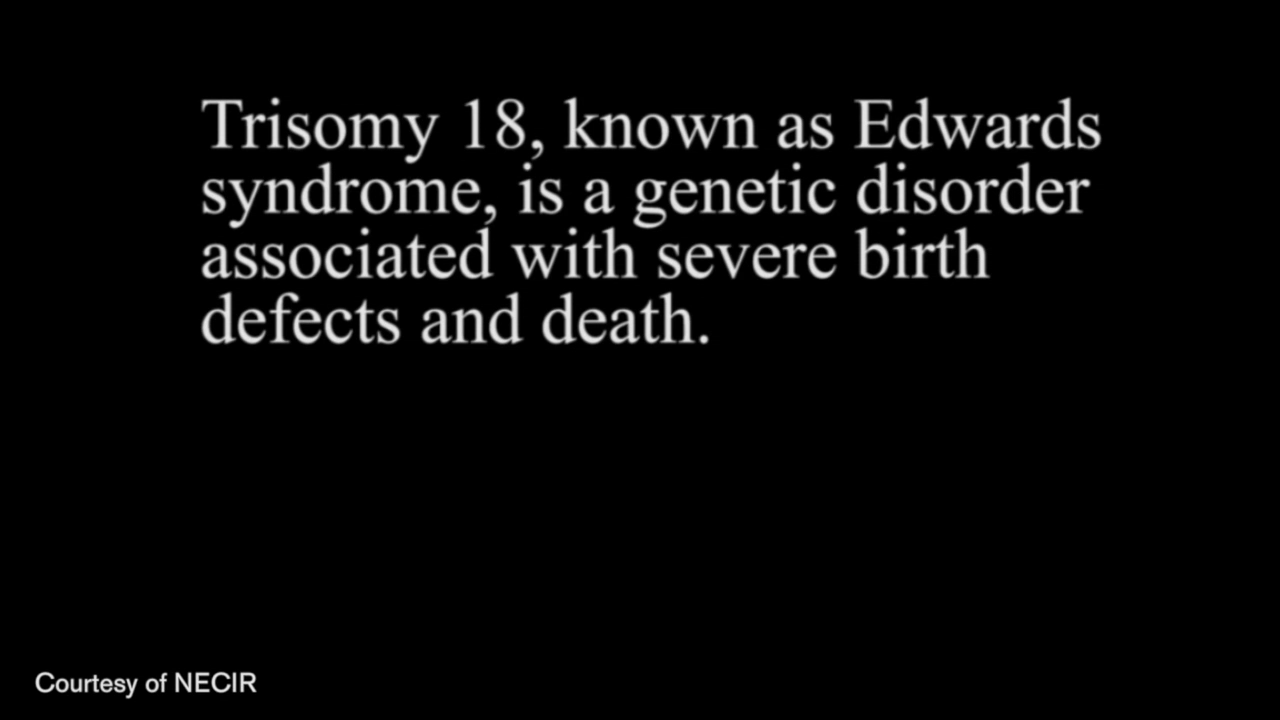 Trisomy 18, known as Edwards
syndrome, is a genetic disorder
associated with severe birth
defects and death.
Courtesy of NECIR